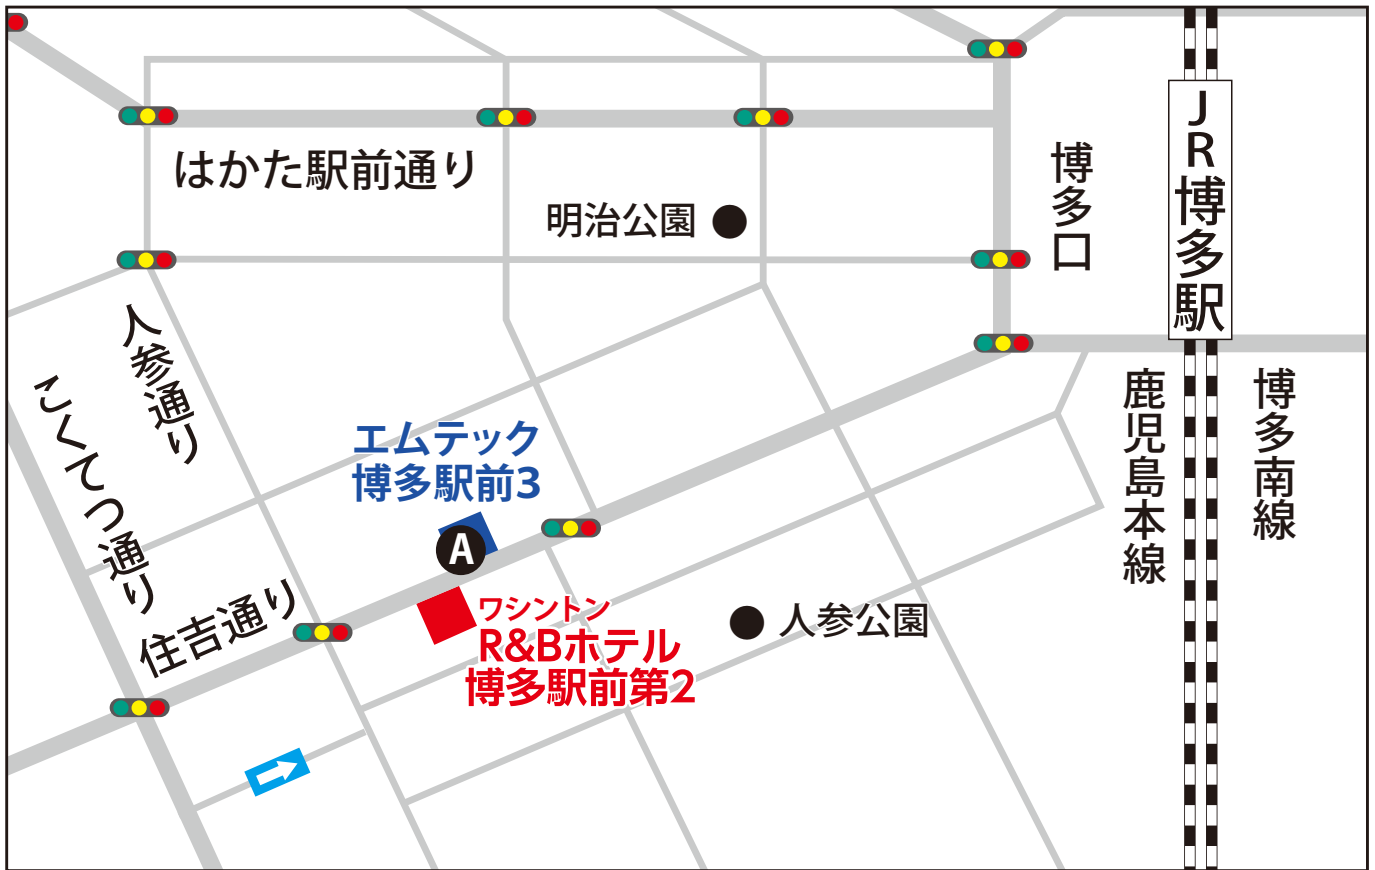 JR博多駅
博多口
はかた駅前通り
明治公園
人参通り
こくてつ通り
エムテック
博多駅前3
A
鹿児島本線
博多南線
住吉通り
ワシントン
R&Bホテル
博多駅前第2
人参公園